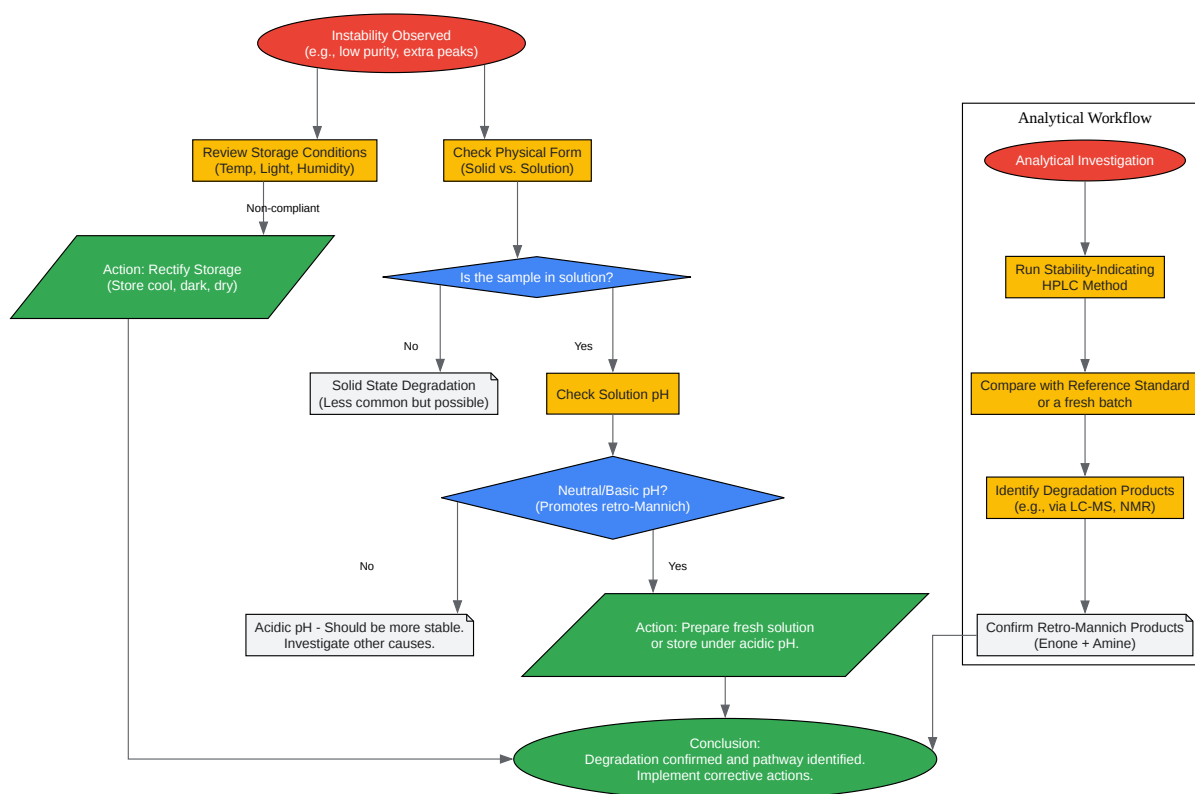 Instability Observed
(e.g., low purity, extra peaks)
Analytical Workflow
Analytical Investigation
Review Storage Conditions
(Temp, Light, Humidity)
Check Physical Form
(Solid vs. Solution)
Non-compliant
Action: Rectify Storage
(Store cool, dark, dry)
Is the sample in solution?
Run Stability-Indicating
HPLC Method
No
Yes
Solid State Degradation
(Less common but possible)
Check Solution pH
Compare with Reference Standard
or a fresh batch
Neutral/Basic pH?
(Promotes retro-Mannich)
Identify Degradation Products
(e.g., via LC-MS, NMR)
No
Yes
Acidic pH - Should be more stable.
Investigate other causes.
Action: Prepare fresh solution
or store under acidic pH.
Confirm Retro-Mannich Products
(Enone + Amine)
Conclusion:
Degradation confirmed and pathway identified.
Implement corrective actions.